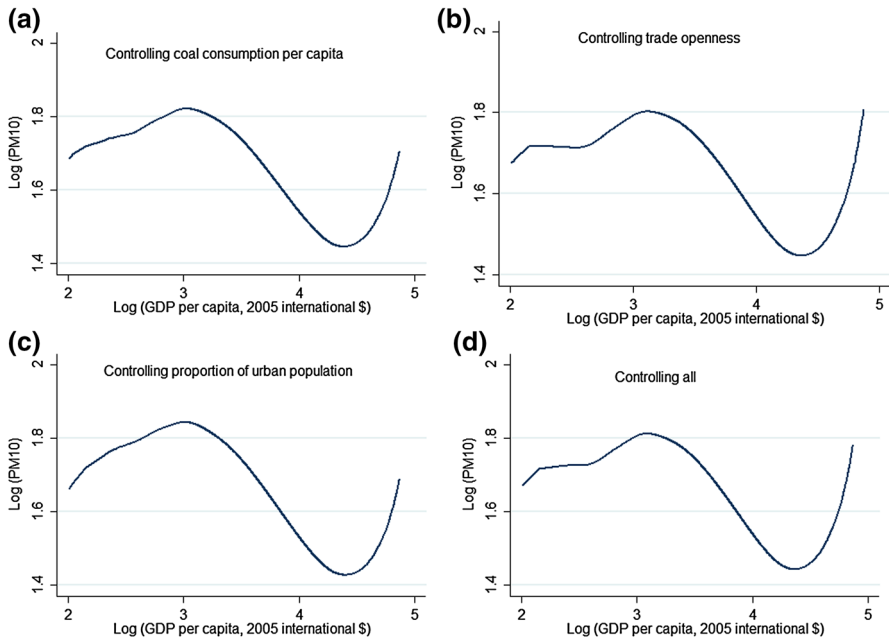 (a)
Controlling coal consumption per capita
Log (PM10)
2
1.8
1.6
1.4
2 3 4 5
Log (GDP per capita, 2005 international $)
(b)
Controlling trade openness
Log (PM10)
2
1.8
1.6
1.4
2 3 4 5
Log (GDP per capita, 2005 international $)
(c)
Controlling proportion of urban population
Log (PM10)
2
1.8
1.6
1.4
2 3 4 5
Log (GDP per capita, 2005 international $)
(d)
Controlling all
Log (PM10)
2
1.8
1.6
1.4
2 3 4 5
Log (GDP per capita, 2005 international $)